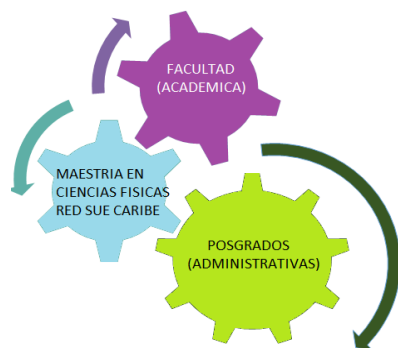 FACULTAD
(ACADEMICA)
MAESTRIA EN
CIENCIAS FISICAS
RED SUE CARIBE
POSGRADOS
(ADMINISTRATIVAS)